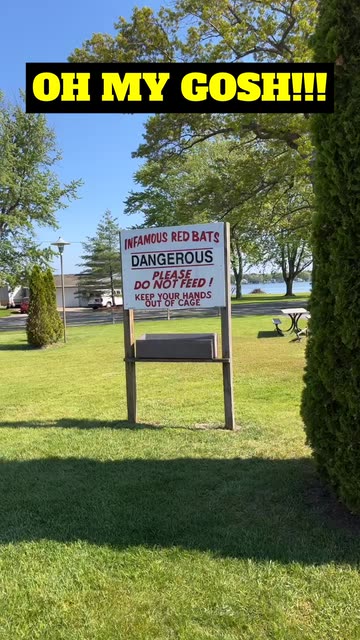 OH MY GOSH!!!
INFAMOUS RED BATS
DANGEROUS
PLEASE
DO NOT FEED!
KEEP YOUR HANDS
OUT OF CAGE